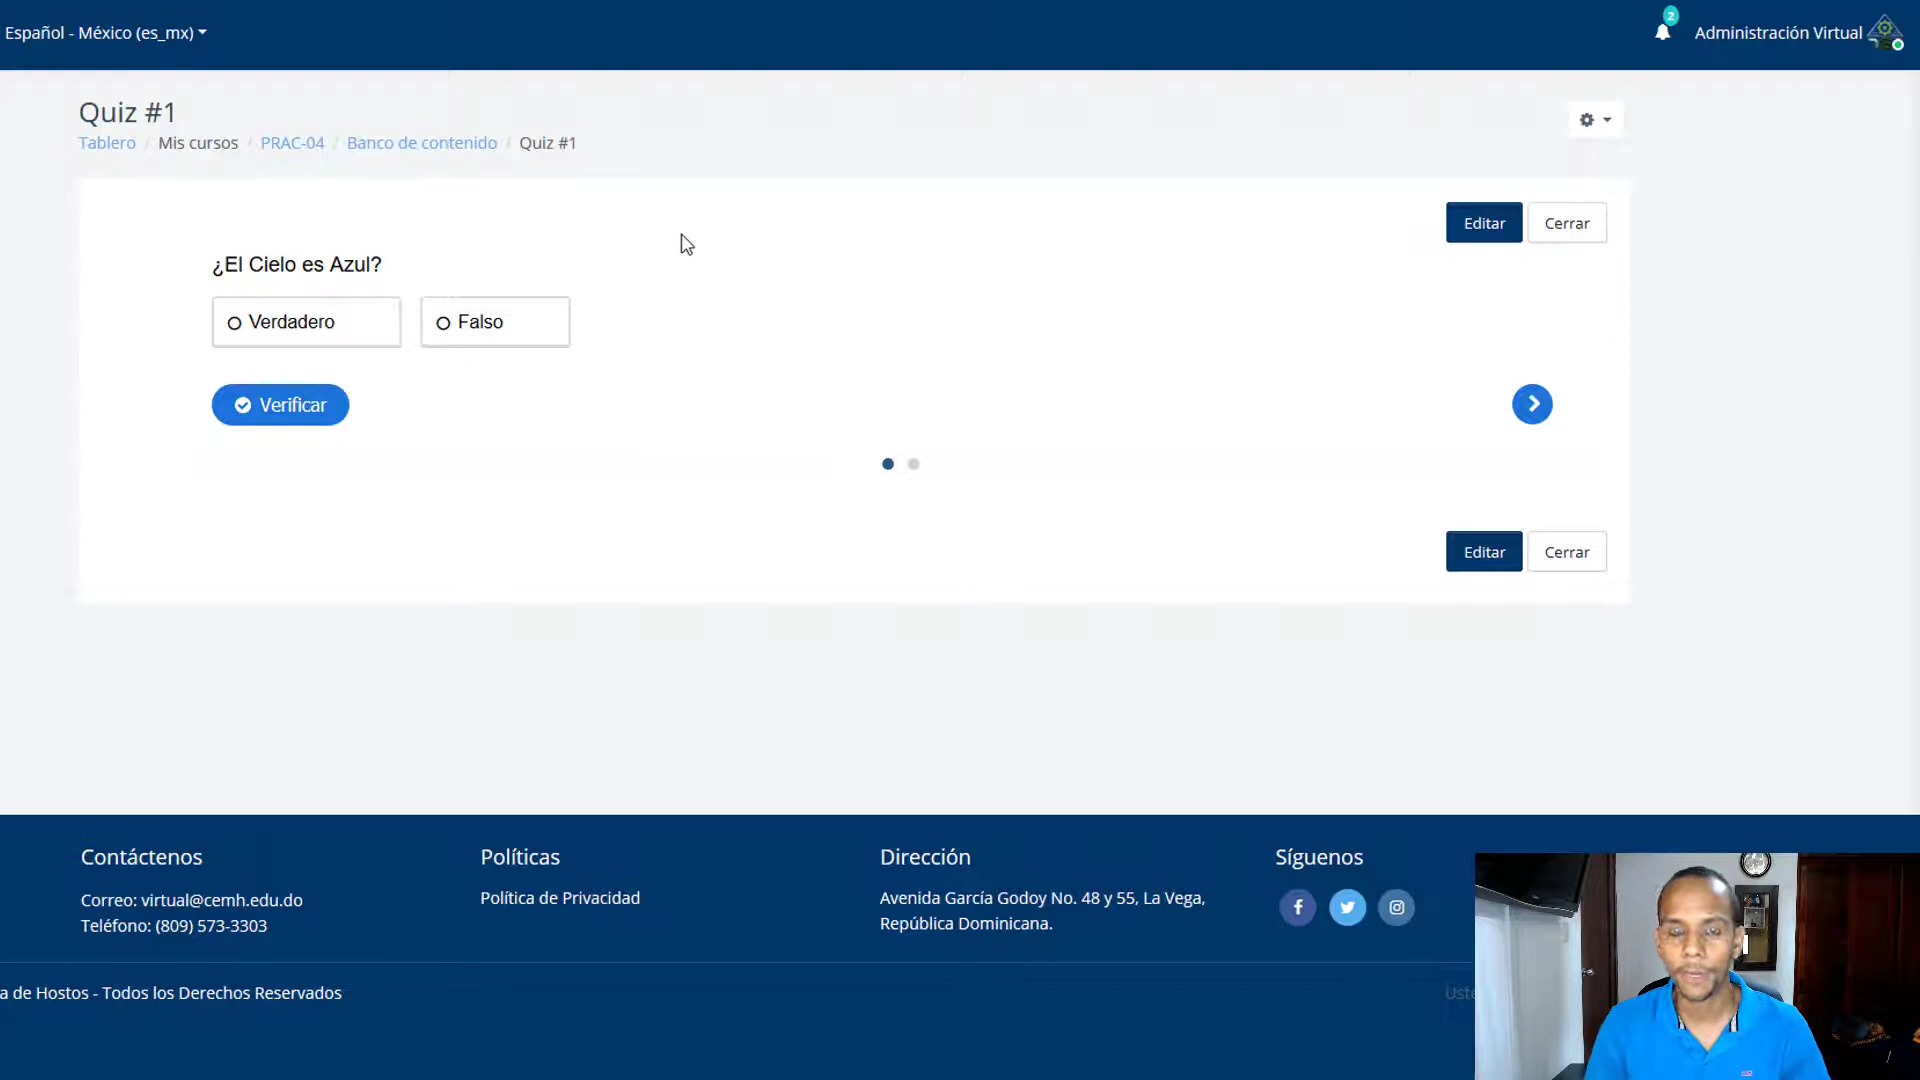 Español - México (es_mx)
2
Administración Virtual
Quiz #1
Tablero / Mis cursos / PRAC-04 / Banco de contenido / Quiz #1
Editar
Cerrar
¿El Cielo es Azul?
Verdadero
Falso
Verificar
Editar
Cerrar
Contáctenos
Correo: virtual@cemh.edu.do
Teléfono: (809) 573-3303
Políticas
Política de Privacidad
Dirección
Avenida García Godoy No. 48 y 55, La Vega,
República Dominicana.
Síguenos
a de Hostos - Todos los Derechos Reservados
Uste